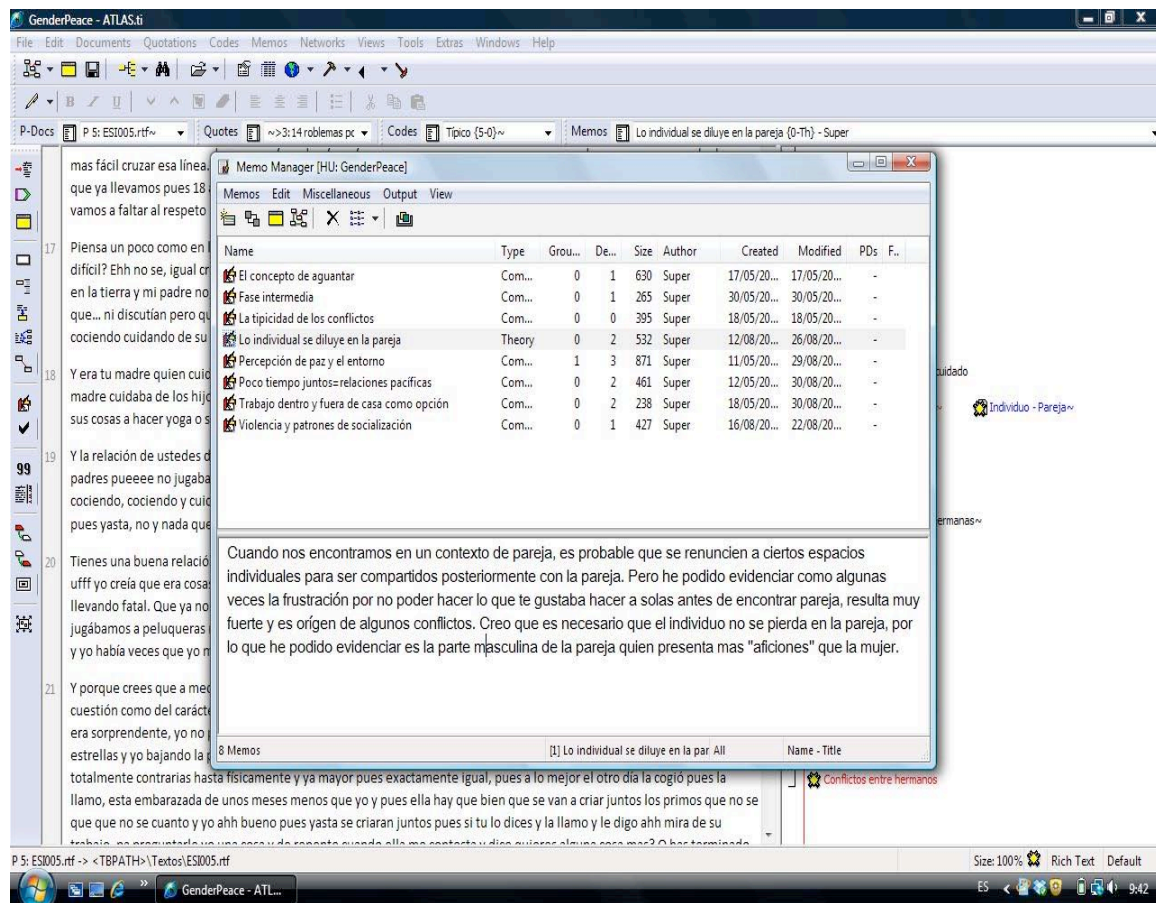 GenderPeace - ATLAS.ti
File Edit Documents Quotations Codes Memos Networks Views Tools Extras Windows Help
B I U
P-Docs P 5: ESI005.rtf~ Quotes ~>3:14 roblemas pc Codes Típico {5-0}~ Memos Lo individual se diluye en la pareja {0-Th} - Super
mas fácil cruzar esa línea.
que ya llevamos pues 18
vamos a faltar al respeto
17 Piensa un poco como en
difícil? Ehh no se, igual cr
en la tierra y mi padre no
que... ni discutían pero qu
cociendo cuidando de su
18 Y era tu madre quien cuid
madre cuidaba de los hijo
sus cosas a hacer yoga o s
19 Y la relación de ustedes d
padres pueeee no jugaba
cociendo, cociendo y cuid
pues yasta, no y nada que
20 Tienes una buena relació
ufff yo creía que era cosa
llevando fatal. Que ya no
jugábamos a peluqueras
y yo había veces que yo
21 Y porque crees que a med
cuestión como del carácte
era sorprendente, yo no
estrellas y yo bajando la
totalmente contrarias hasta físicamente y ya mayor pues exactamente igual, pues a lo mejor el otro día la cogió pues la
llamo, esta embarazada de unos meses menos que yo y pues ella hay que bien que se van a criar juntos los primos que no se
que que no se cuanto y yo ahh bueno pues yasta se criaran juntos pues si tu lo dices y la llamo y le digo ahh mira de su
Memo Manager [HU: GenderPeace]
Memos Edit Miscellaneous Output View
Name Type Grou... De... Size Author Created Modified PDs F..
El concepto de aguantar Com... 0 1 630 Super 17/05/20... 17/05/20... -
Fase intermedia Com... 0 1 265 Super 30/05/20... 30/05/20... -
La tipicidad de los conflictos Com... 0 0 395 Super 18/05/20... 18/05/20... -
Lo individual se diluye en la pareja Theory 0 2 532 Super 12/08/20... 26/08/20... -
Percepción de paz y el entorno Com... 1 3 871 Super 11/05/20... 29/08/20... -
Poco tiempo juntos=relaciones pacíficas Com... 0 2 461 Super 12/05/20... 30/08/20... -
Trabajo dentro y fuera de casa como opción Com... 0 2 238 Super 18/05/20... 30/08/20... -
Violencia y patrones de socialización Com... 0 1 427 Super 16/08/20... 22/08/20... -
Cuando nos encontramos en un contexto de pareja, es probable que se renuncien a ciertos espacios
individuales para ser compartidos posteriormente con la pareja. Pero he podido evidenciar como algunas
veces la frustración por no poder hacer lo que te gustaba hacer a solas antes de encontrar pareja, resulta muy
fuerte y es orígen de algunos conflictos. Creo que es necesario que el individuo no se pierda en la pareja, por
lo que he podido evidenciar es la parte masculina de la pareja quien presenta mas "aficiones" que la mujer.
8 Memos [1] Lo individual se diluye en la par All Name - Title
uidado
Individuo - Pareja~
ermanas~
Conflictos entre hermanos
99
P 5: ESI005.rtf -> <TBPATH>\Textos\ESI005.rtf Size: 100% Rich Text Default
GenderPeace - ATL... ES 9:42